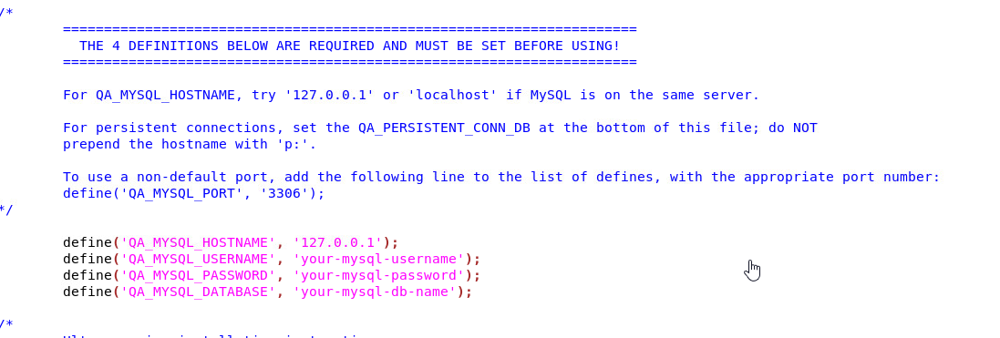 /*
======================================================================
THE 4 DEFINITIONS BELOW ARE REQUIRED AND MUST BE SET BEFORE USING!
======================================================================
For QA_MYSQL_HOSTNAME, try '127.0.0.1' or 'localhost' if MySQL is on the same server.
For persistent connections, set the QA_PERSISTENT_CONN_DB at the bottom of this file; do NOT
prepend the hostname with 'p:'.
To use a non-default port, add the following line to the list of defines, with the appropriate port number:
define('QA_MYSQL_PORT', '3306');
*/
define('QA_MYSQL_HOSTNAME', '127.0.0.1');
define('QA_MYSQL_USERNAME', 'your-mysql-username');
define('QA_MYSQL_PASSWORD', 'your-mysql-password');
define('QA_MYSQL_DATABASE', 'your-mysql-db-name');
/*